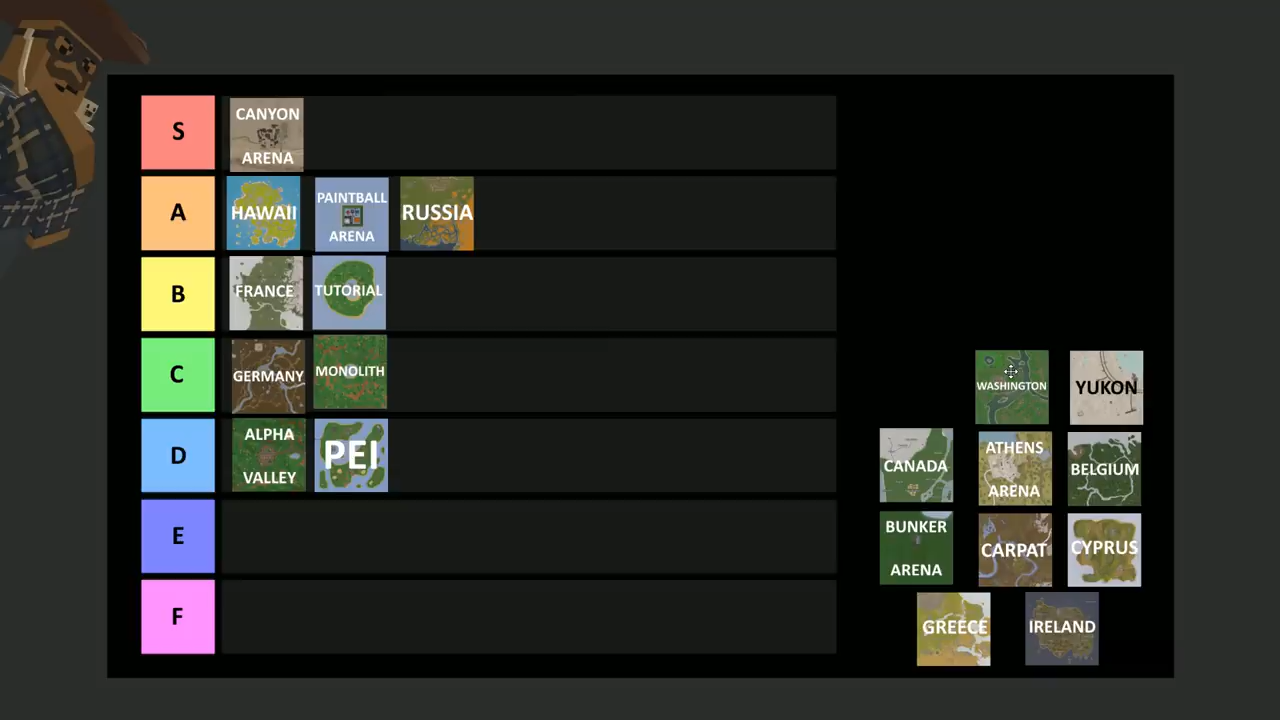 S
CANYON
ARENA
A
HAWAII
PAINTBALL
ARENA
RUSSIA
B
FRANCE
TUTORIAL
C
GERMANY
MONOLITH
D
ALPHA
VALLEY
PEI
E
F
WASHINGTON
YUKON
CANADA
ATHENS
ARENA
BELGIUM
BUNKER
ARENA
CARPAT
CYPRUS
GREECE
IRELAND